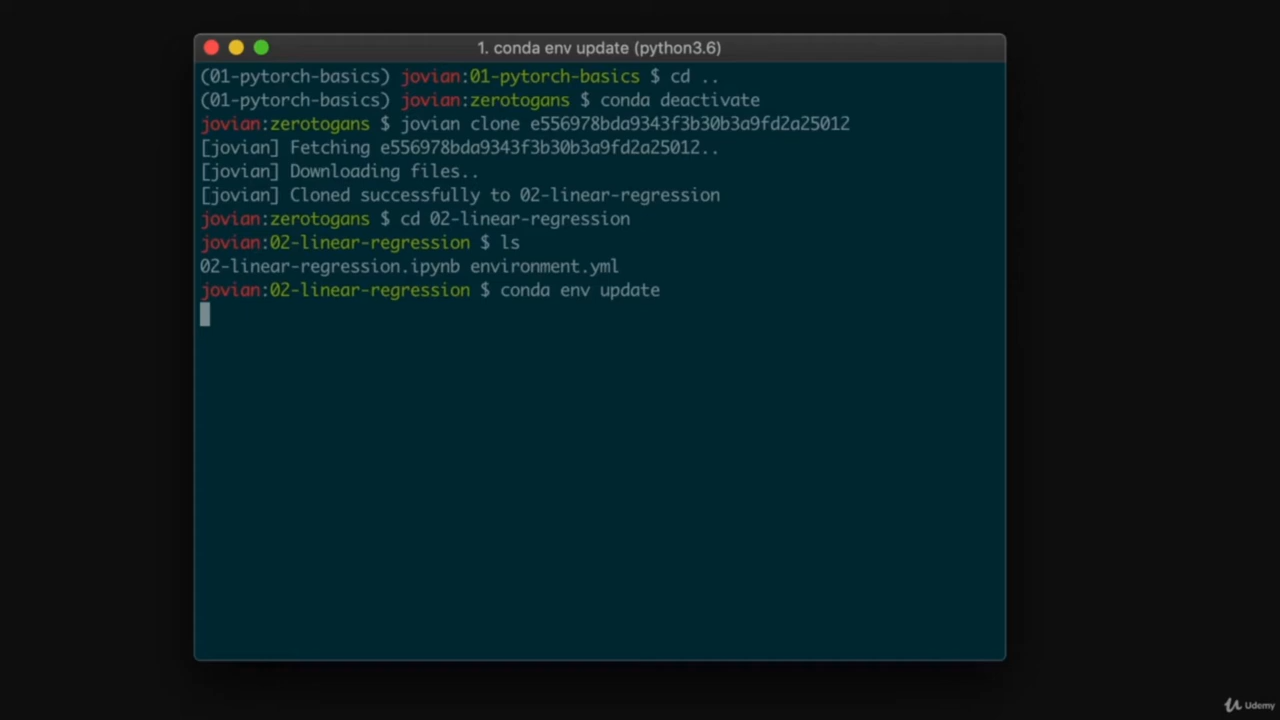 1. conda env update (python3.6)
(01-pytorch-basics) jovian:01-pytorch-basics $ cd ..
(01-pytorch-basics) jovian:zerotogans $ conda deactivate
jovian:zerotogans $ jovian clone e556978bda9343f3b30b3a9fd2a25012
[jovian] Fetching e556978bda9343f3b30b3a9fd2a25012..
[jovian] Downloading files..
[jovian] Cloned successfully to 02-linear-regression
jovian:zerotogans $ cd 02-linear-regression
jovian:02-linear-regression $ ls
02-linear-regression.ipynb environment.yml
jovian:02-linear-regression $ conda env update
Udemy